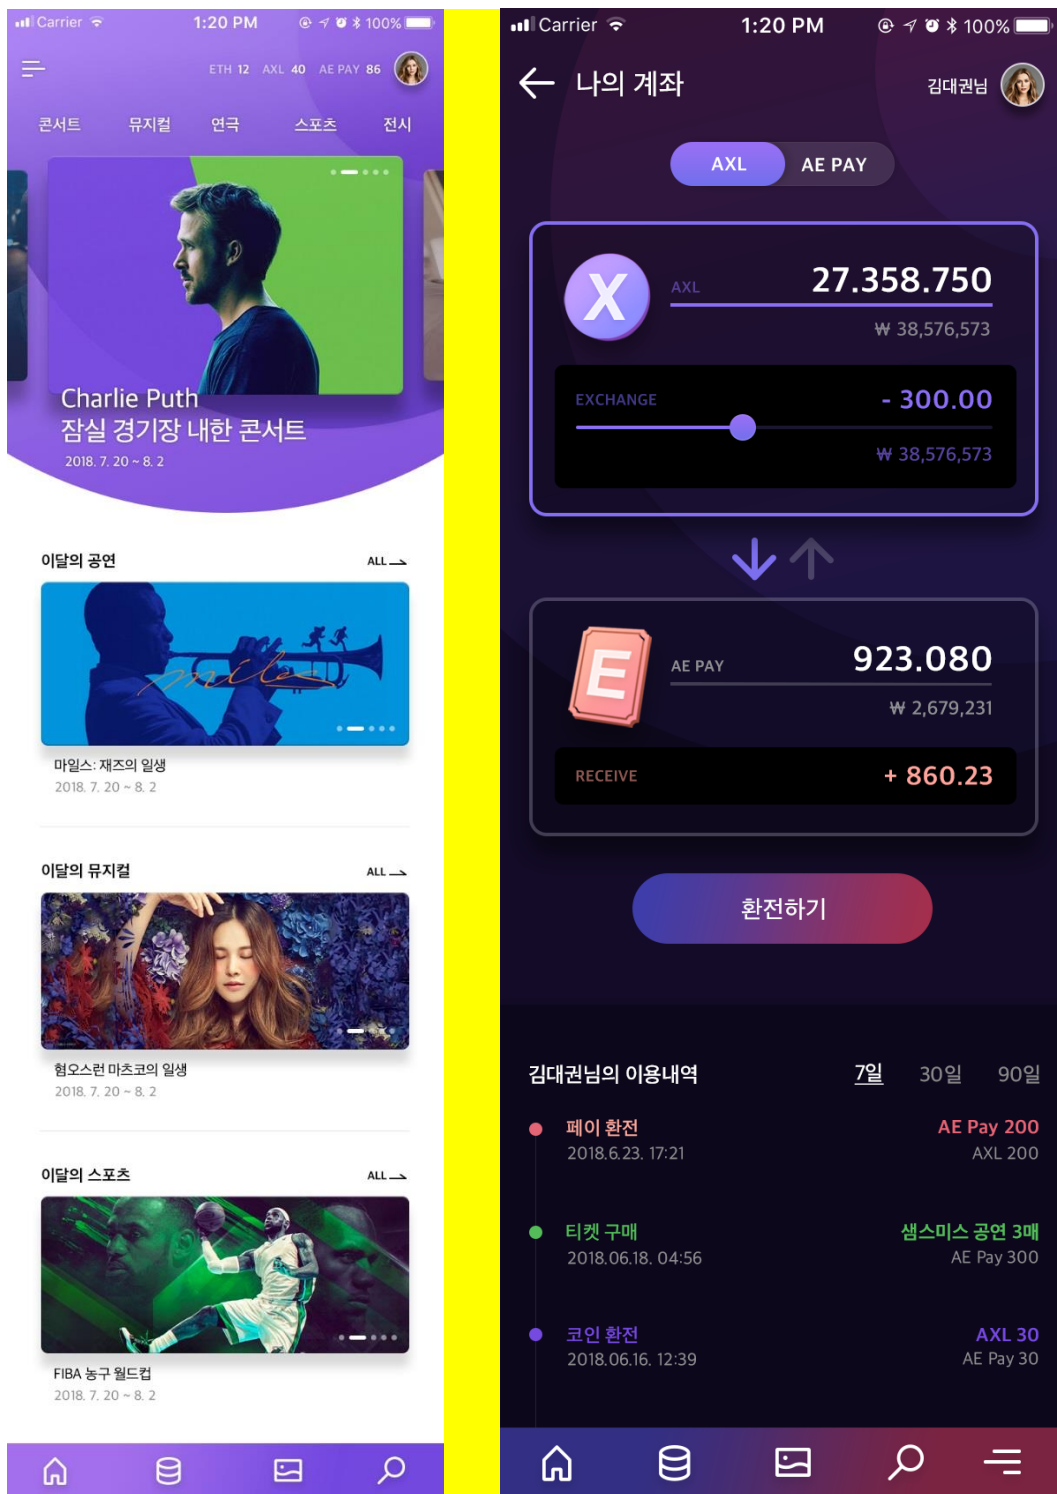 Carrier 1:20 PM 100%
ETH 12 AXL 40 AE PAY 86
콘서트 뮤지컬 연극 스포츠 전시
Charlie Puth
잠실 경기장 내한 콘서트
2018. 7. 20 ~ 8. 2
이달의 공연 ALL
miles
마일스: 재즈의 일생
2018. 7. 20 ~ 8. 2
이달의 뮤지컬 ALL
혐오스런 마츠코의 일생
2018. 7. 20 ~ 8. 2
이달의 스포츠 ALL
FIBA 농구 월드컵
2018. 7. 20 ~ 8. 2
Carrier 1:20 PM 100%
나의 계좌 김대권님
AXL AE PAY
X AXL 27.358.750
₩ 38,576,573
EXCHANGE - 300.00
₩ 38,576,573
E AE PAY 923.080
₩ 2,679,231
RECEIVE + 860.23
환전하기
김대권님의 이용내역 7일 30일 90일
페이 환전 AE Pay 200
2018.6.23. 17:21 AXL 200
티켓 구매 샘스미스 공연 3매
2018.06.18. 04:56 AE Pay 300
코인 환전 AXL 30
2018.06.16. 12:39 AE Pay 30